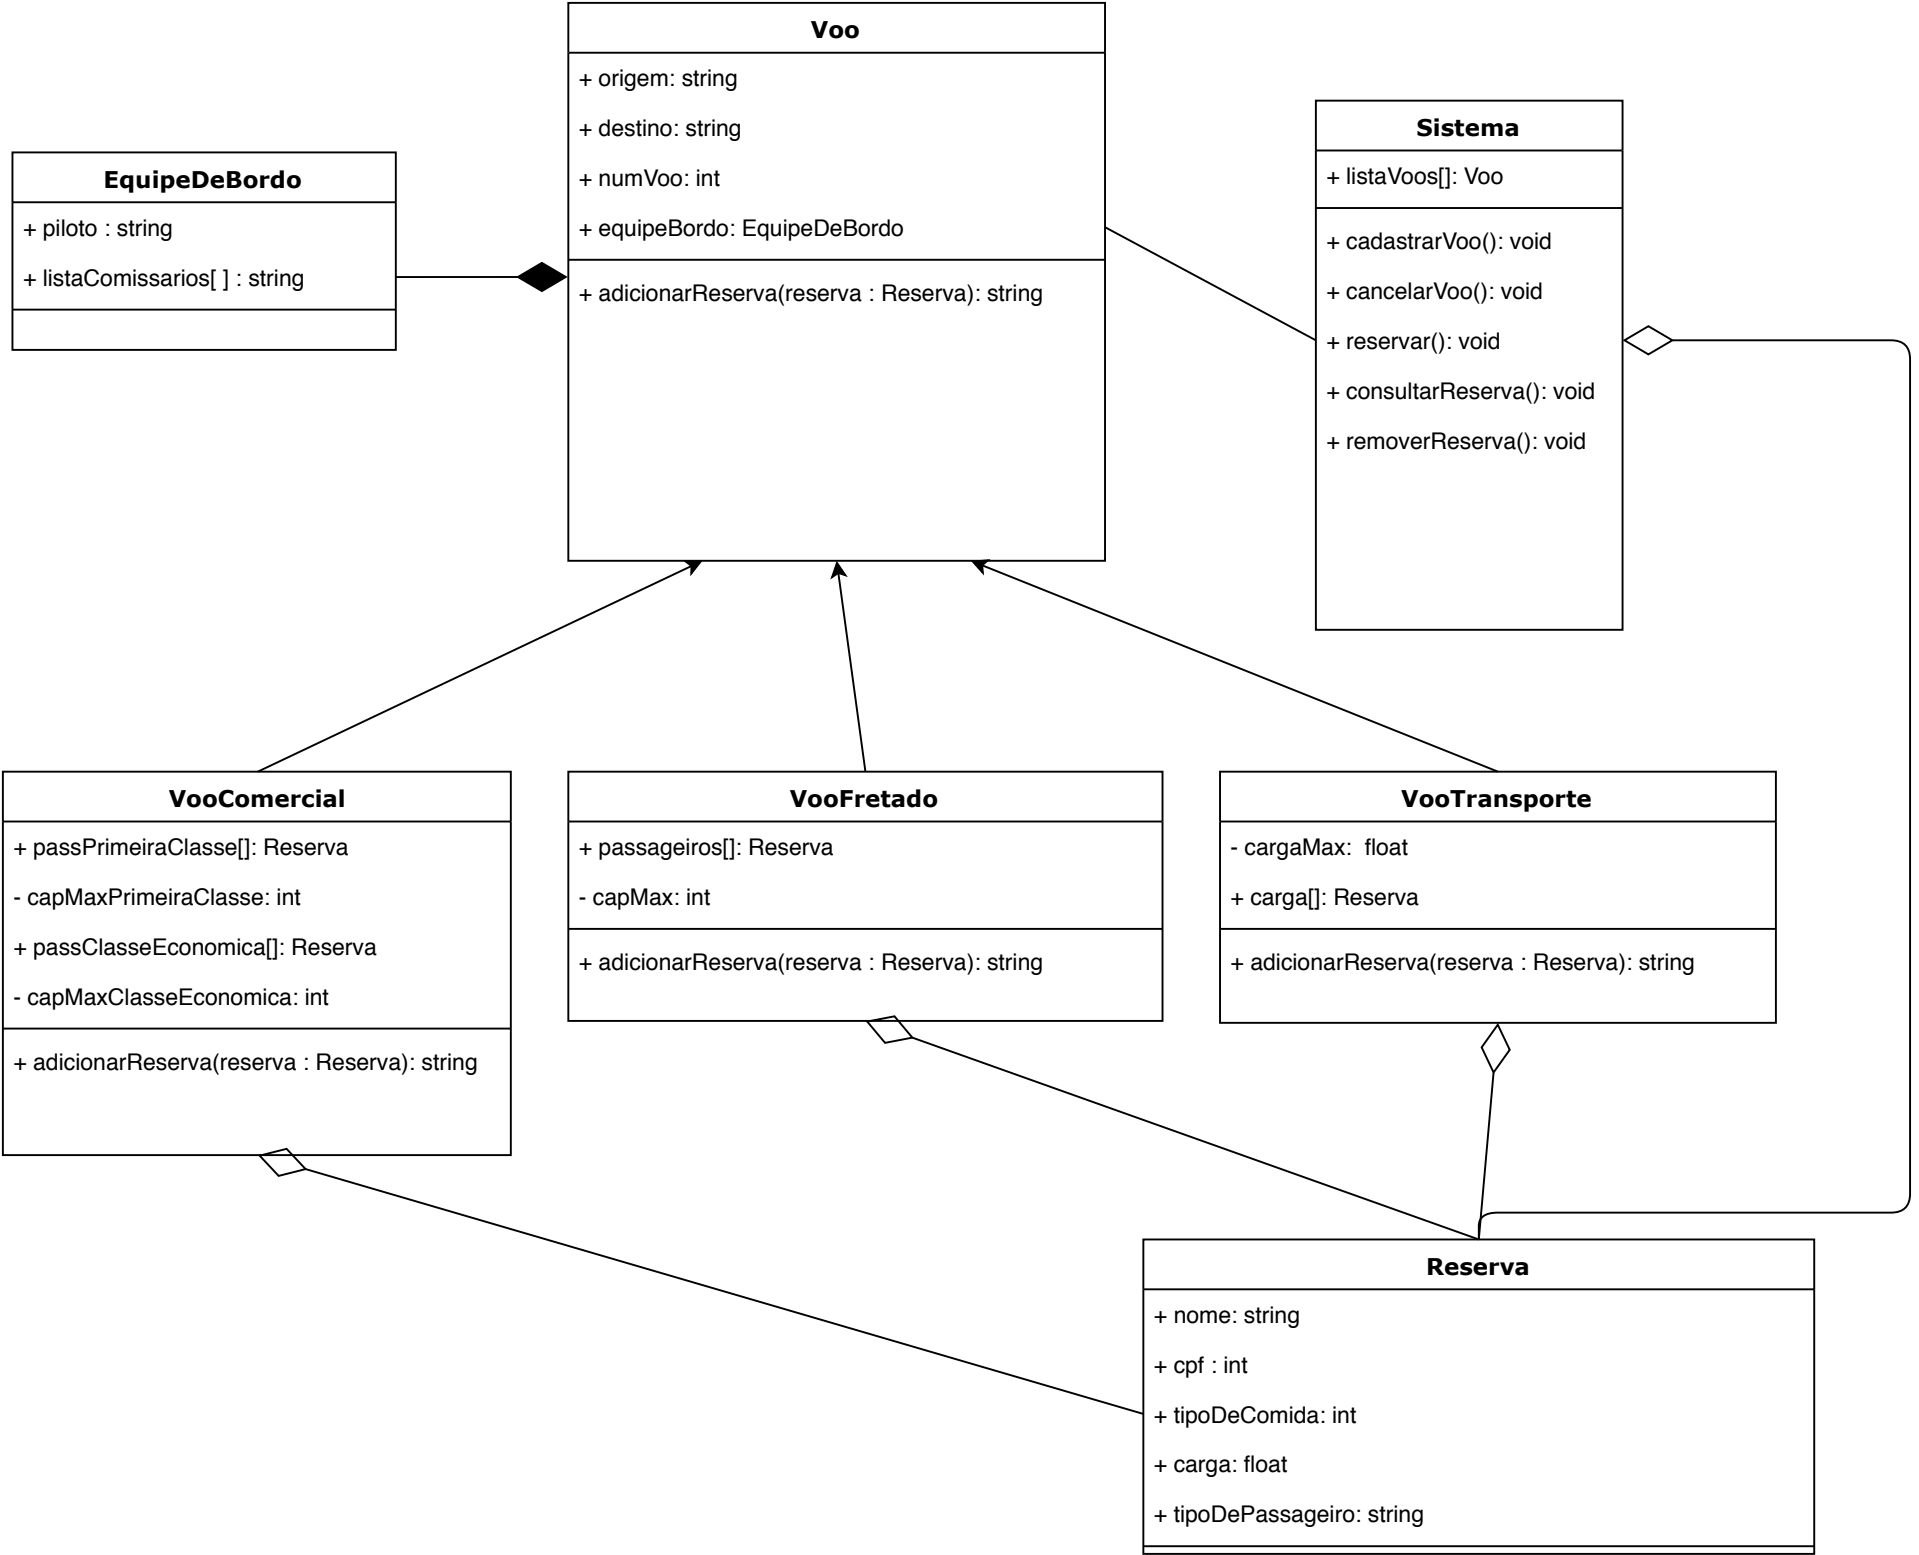 Voo
+ origem: string
+ destino: string
+ numVoo: int
+ equipeBordo: EquipeDeBordo
+ adicionarReserva(reserva : Reserva): string
EquipeDeBordo
+ piloto : string
+ listaComissarios[ ] : string
Sistema
+ listaVoos[]: Voo
+ cadastrarVoo(): void
+ cancelarVoo(): void
+ reservar(): void
+ consultarReserva(): void
+ removerReserva(): void
VooComercial
+ passPrimeiraClasse[]: Reserva
- capMaxPrimeiraClasse: int
+ passClasseEconomica[]: Reserva
- capMaxClasseEconomica: int
+ adicionarReserva(reserva : Reserva): string
VooFretado
+ passageiros[]: Reserva
- capMax: int
+ adicionarReserva(reserva : Reserva): string
VooTransporte
- cargaMax:  float
+ carga[]: Reserva
+ adicionarReserva(reserva : Reserva): string
Reserva
+ nome: string
+ cpf : int
+ tipoDeComida: int
+ carga: float
+ tipoDePassageiro: string